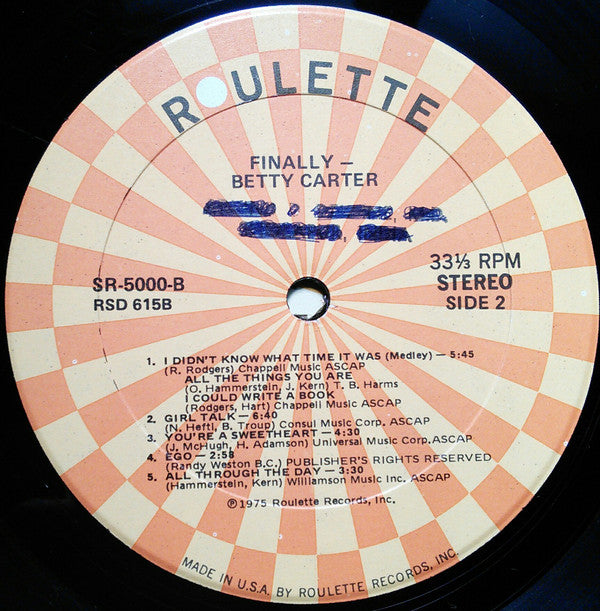 ROULETTE
FINALLY —
BETTY CARTER
SR-5000-B
RSD 615B
33⅓ RPM
STEREO
SIDE 2
1. I DIDN'T KNOW WHAT TIME IT WAS (Medley) — 5:45
(R. Rodgers) Chappell Music ASCAP
ALL THE THINGS YOU ARE
(O. Hammerstein, J. Kern) T. B. Harms
I COULD WRITE A BOOK
(Rodgers, Hart) Chappell Music ASCAP
2. GIRL TALK — 6:40
(N. Hefti, B. Troup) Consul Music Corp. ASCAP
3. YOU'RE A SWEETHEART — 4:30
(J. McHugh, H. Adamson) Universal Music Corp. ASCAP
4. EGO — 2:58
(Randy Weston B.C.) PUBLISHER'S RIGHTS RESERVED
5. ALL THROUGH THE DAY — 3:30
(Hammerstein, Kern) Williamson Music Inc. ASCAP
℗ 1975 Roulette Records, Inc.
MADE IN U.S.A. BY ROULETTE RECORDS, INC.